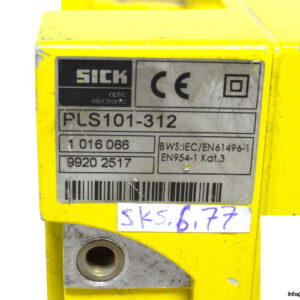 SICK
optic
electronic
CE
PLS101-312
1 016 066
9920 2517
BWS:IEC/EN61496-1
EN954-1 Kat.3
sks.6.77